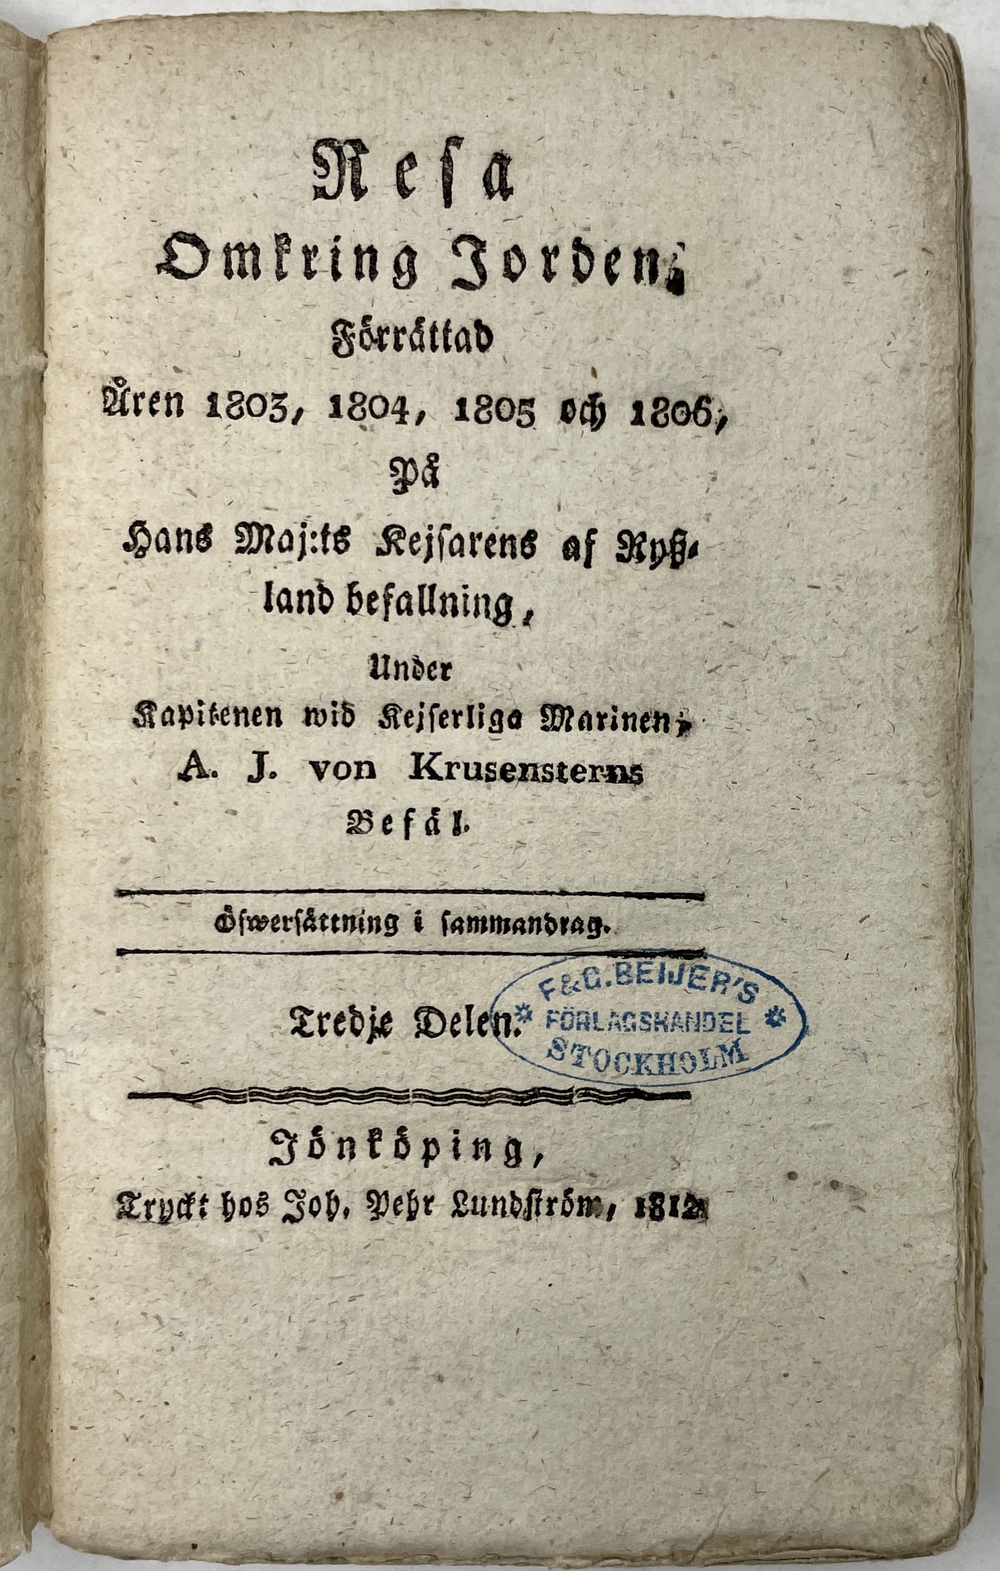 Resa
Omkring Jorden,
Förrättad
Åren 1803, 1804, 1805 och 1806,
På
Hans Maj:ts Kejsarens af Ryß-
land befallning,
Under
Kapitenen wid Kejserliga Marinen,
A. J. von Krusensterns
Befäl.
Öfwersättning i sammandrag.
Tredje Delen.
F&G.BEIJER'S
FÖRLAGSHANDEL
STOCKHOLM
Jönköping,
Tryckt hos Joh. Pehr Lundström, 1812.